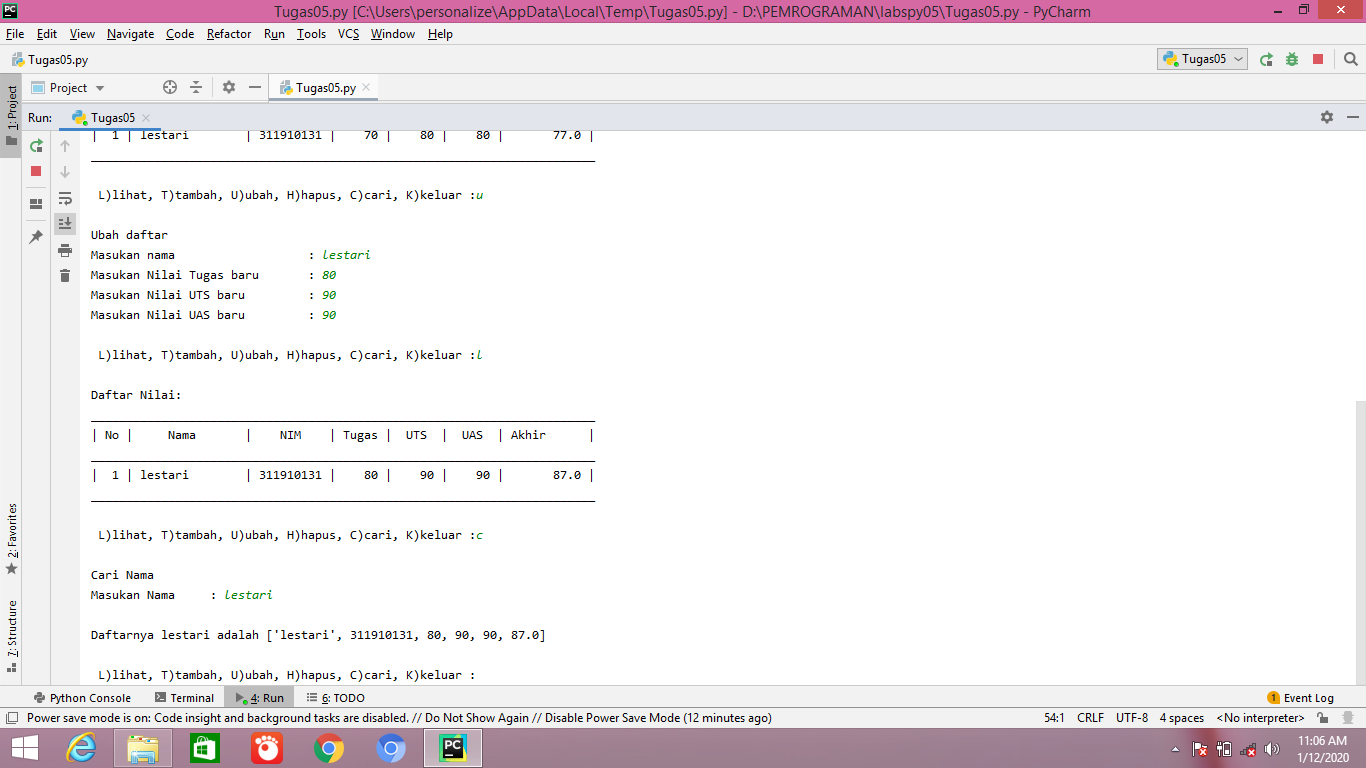 Tugas05.py [C:\Users\personalize\AppData\Local\Temp\Tugas05.py] - D:\PEMROGRAMAN\labspy05\Tugas05.py - PyCharm
File Edit View Navigate Code Refactor Run Tools VCS Window Help
Tugas05.py
Tugas05
1: Project
Project
Tugas05.py
Run: Tugas05
| 1 | lestari | 311910131 | 70 | 80 | 80 | 77.0 |
L)lihat, T)tambah, U)ubah, H)hapus, C)cari, K)keluar :u
Ubah daftar
Masukan nama : lestari
Masukan Nilai Tugas baru : 80
Masukan Nilai UTS baru : 90
Masukan Nilai UAS baru : 90
L)lihat, T)tambah, U)ubah, H)hapus, C)cari, K)keluar :l
Daftar Nilai:
| No | Nama | NIM | Tugas | UTS | UAS | Akhir |
| 1 | lestari | 311910131 | 80 | 90 | 90 | 87.0 |
L)lihat, T)tambah, U)ubah, H)hapus, C)cari, K)keluar :c
Cari Nama
Masukan Nama : lestari
Daftarnya lestari adalah ['lestari', 311910131, 80, 90, 90, 87.0]
L)lihat, T)tambah, U)ubah, H)hapus, C)cari, K)keluar :
2: Favorites
7: Structure
Python Console Terminal 4: Run 6: TODO
1 Event Log
Power save mode is on: Code insight and background tasks are disabled. // Do Not Show Again // Disable Power Save Mode (12 minutes ago)
54:1 CRLF UTF-8 4 spaces <No interpreter>
PC
11:06 AM
1/12/2020